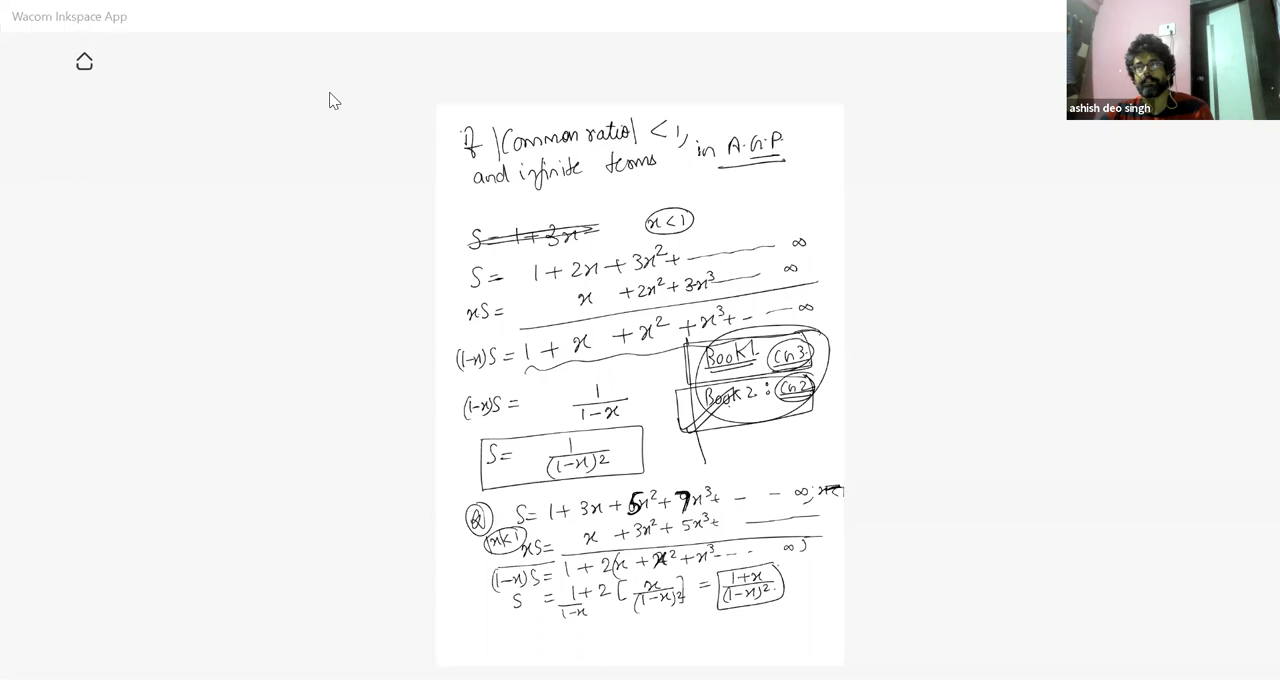 Wacom Inkspace App
ashish deo singh
If |Common ratio| < 1, in A.G.P.
and infinite terms
S = 1 + 3x²
x < 1
S = 1 + 2x + 3x² + ∞
xS = x + 2x² + 3x³ ∞
(1-x)S = 1 + x + x² + x³ + - ∞
Book 1 Ch 3
Book 2 : Ch 2
(1-x)S = 1/(1-x)
S = 1/(1-x)²
Q S = 1 + 3x + 5x² + 7x³ + - - ∞;
|x|<1 xS = x + 3x² + 5x³ +
(1-x)S = 1 + 2(x + x² + x³ - - - ∞)
S = 1/(1-x) + 2[x/(1-x)²] = (1+x)/(1-x)²